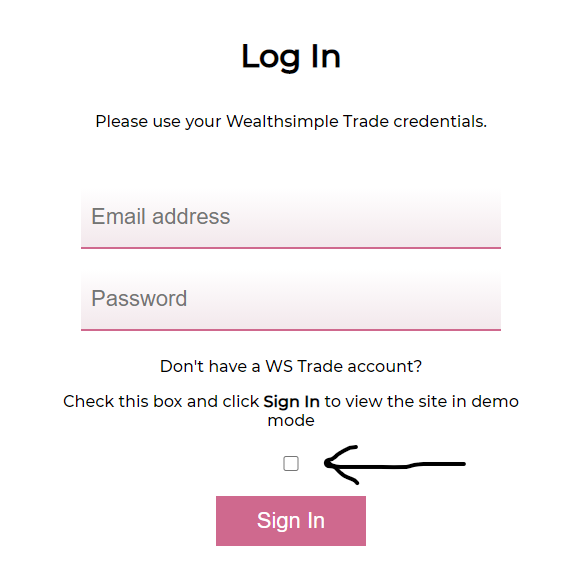 Log In
Please use your Wealthsimple Trade credentials.
Email address
Password
Don't have a WS Trade account?
Check this box and click Sign In to view the site in demo
mode
Sign In